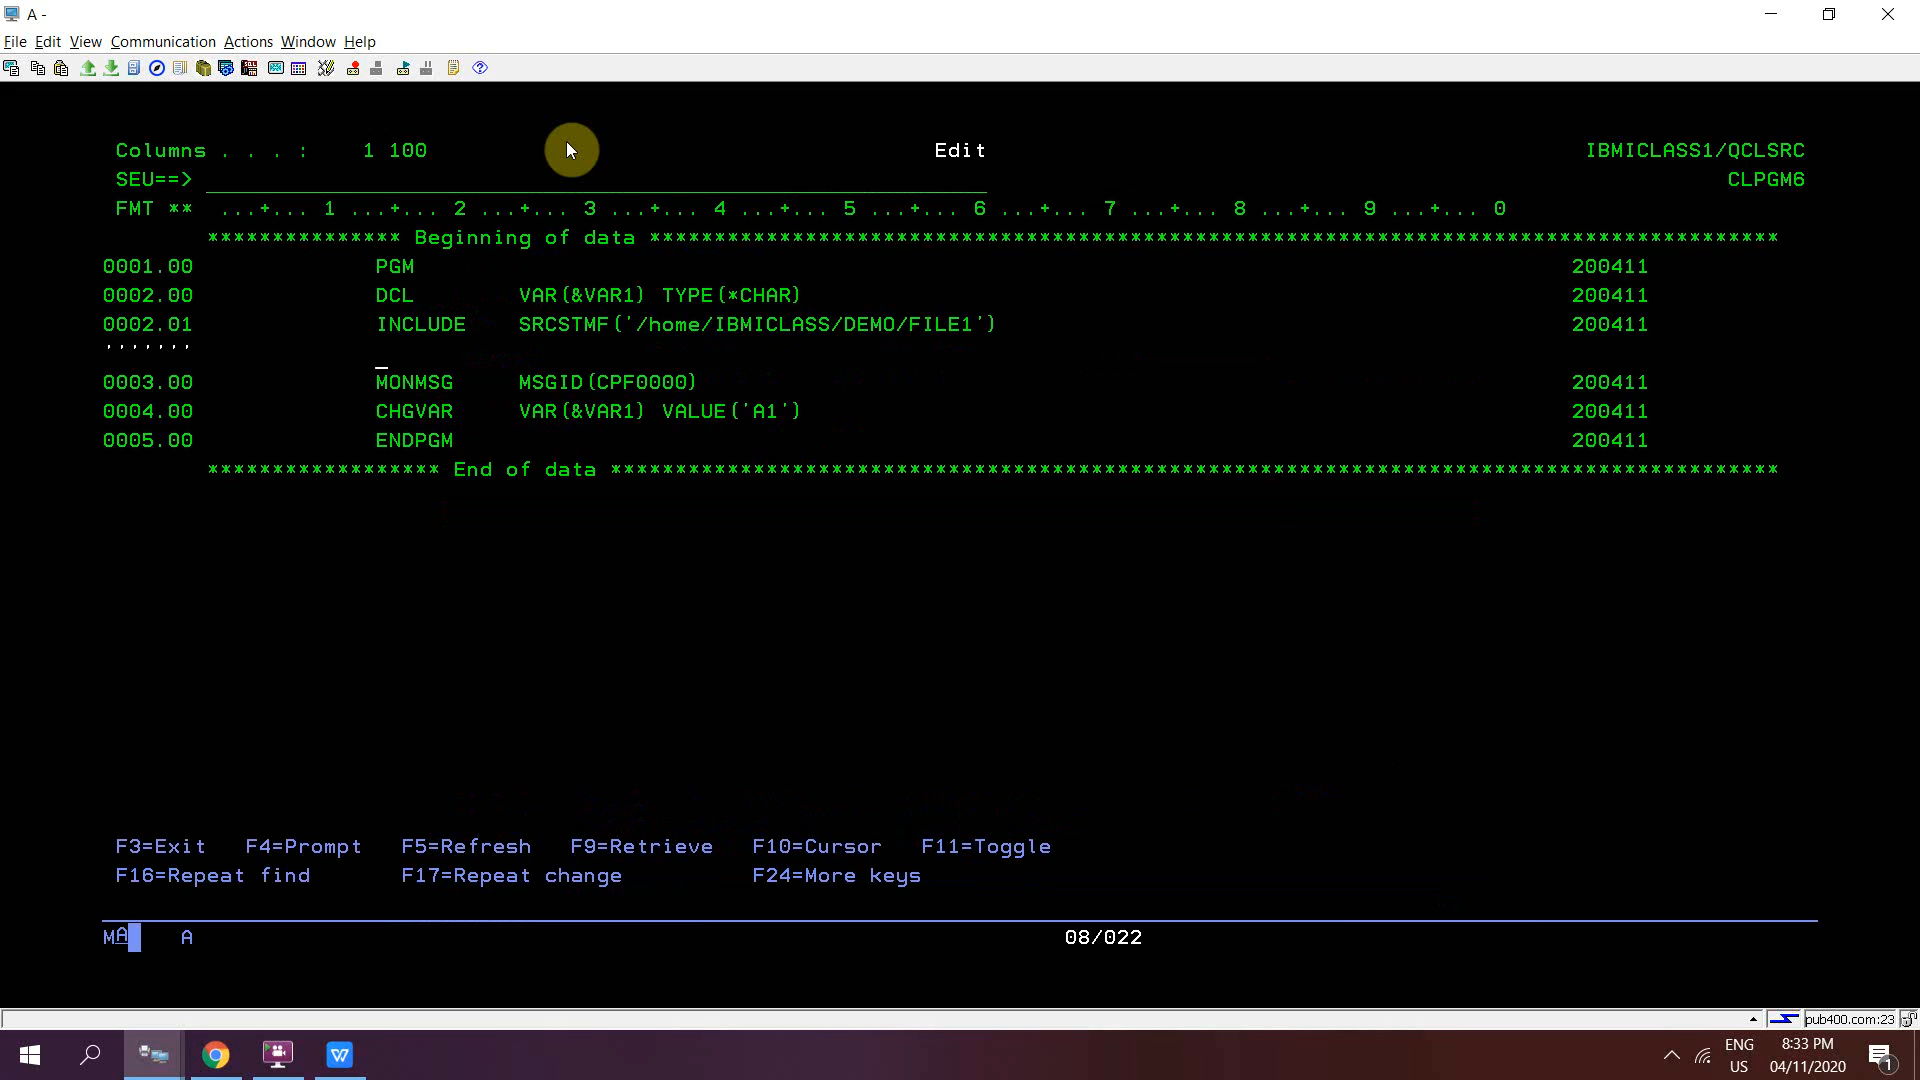 A -
File Edit View Communication Actions Window Help
Columns . . . :    1 100    Edit    IBMICLASS1/QCLSRC
SEU==>    CLPGM6
FMT **  ...+... 1 ...+... 2 ...+... 3 ...+... 4 ...+... 5 ...+... 6 ...+... 7 ...+... 8 ...+... 9 ...+... 0
*************** Beginning of data ***************************************************************************************
0001.00    PGM    200411
0002.00    DCL    VAR(&VAR1) TYPE(*CHAR)    200411
0002.01    INCLUDE    SRCSTMF('/home/IBMICLASS/DEMO/FILE1')    200411
'''''''
0003.00    MONMSG    MSGID(CPF0000)    200411
0004.00    CHGVAR    VAR(&VAR1) VALUE('A1')    200411
0005.00    ENDPGM    200411
****************** End of data ******************************************************************************************
F3=Exit   F4=Prompt   F5=Refresh   F9=Retrieve   F10=Cursor   F11=Toggle
F16=Repeat find       F17=Repeat change          F24=More keys
MA    A    08/022
pub400.com:23
ENG 8:33 PM
US 04/11/2020
1